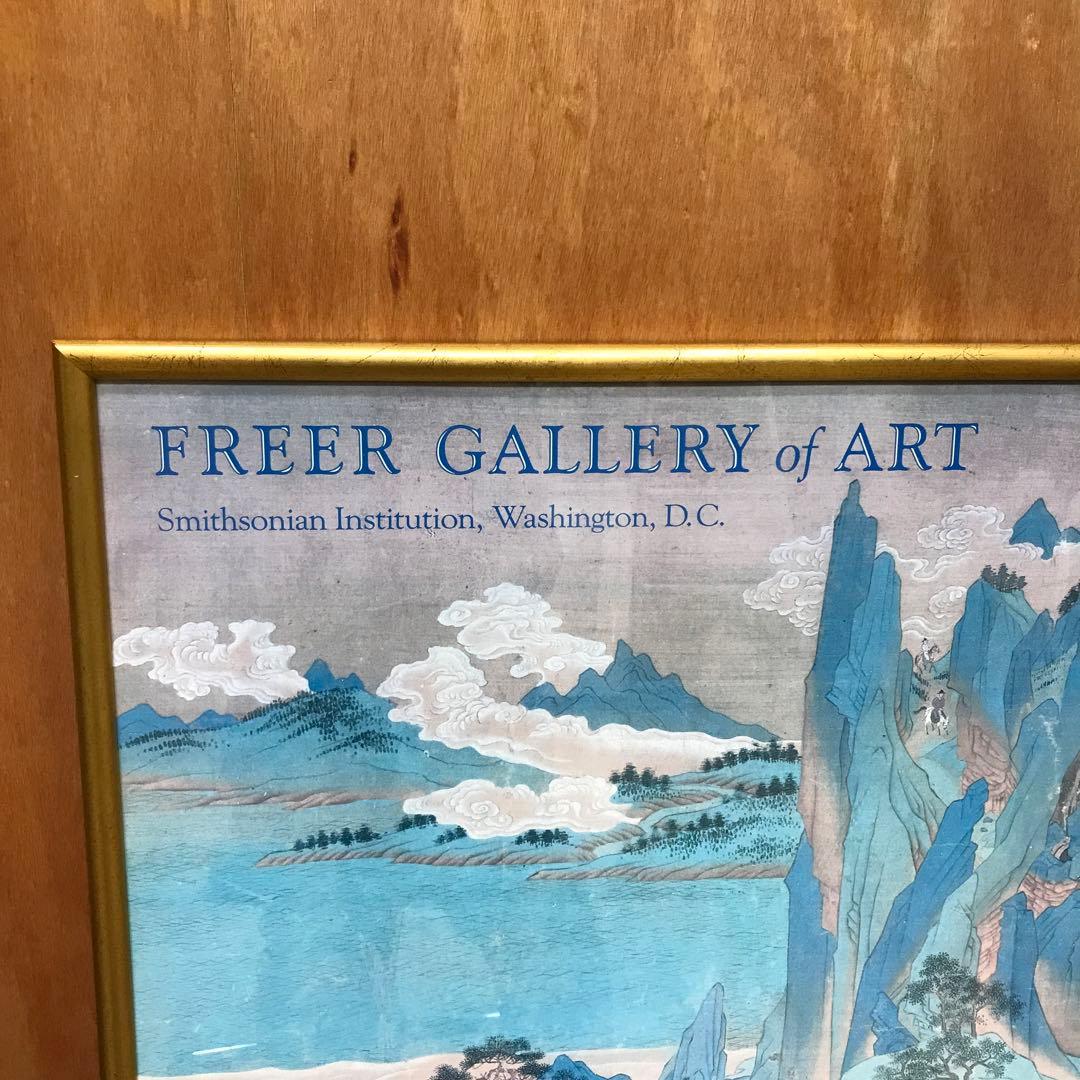 FREER GALLERY of ART
Smithsonian Institution, Washington, D.C.